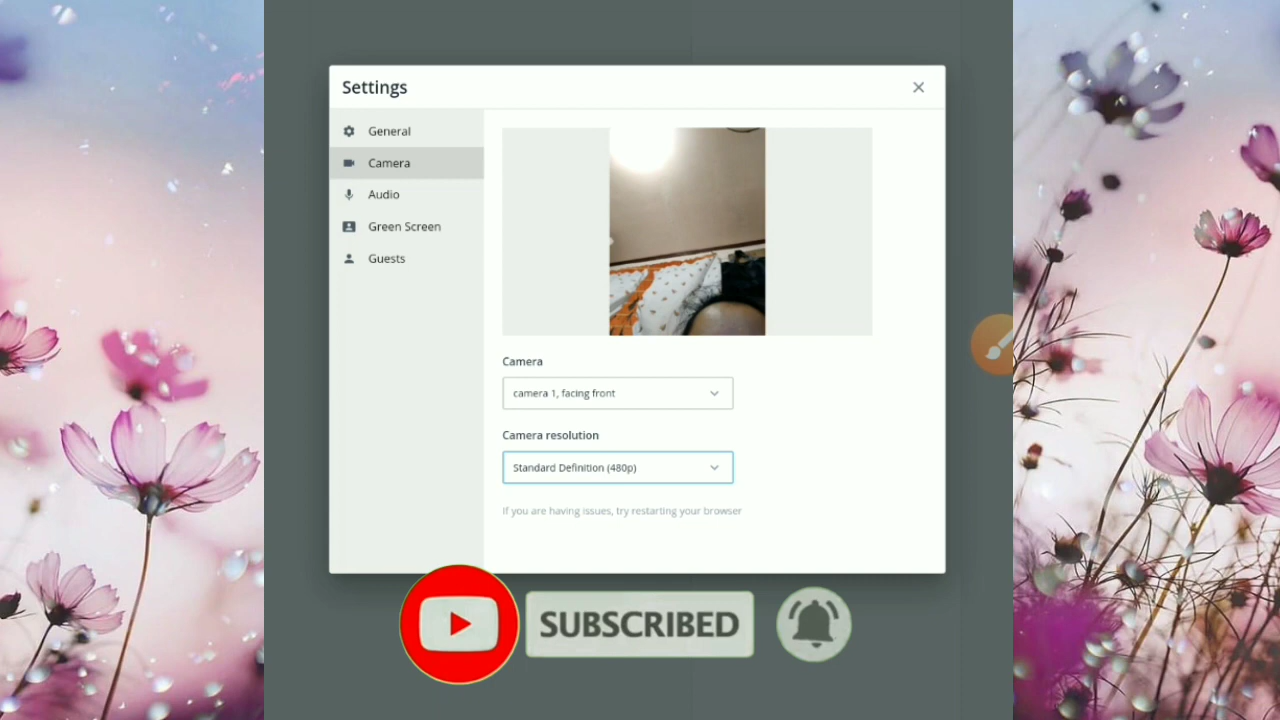 Settings
General
Camera
Audio
Green Screen
Guests
Camera
camera 1, facing front
Camera resolution
Standard Definition (480p)
If you are having issues, try restarting your browser
SUBSCRIBED